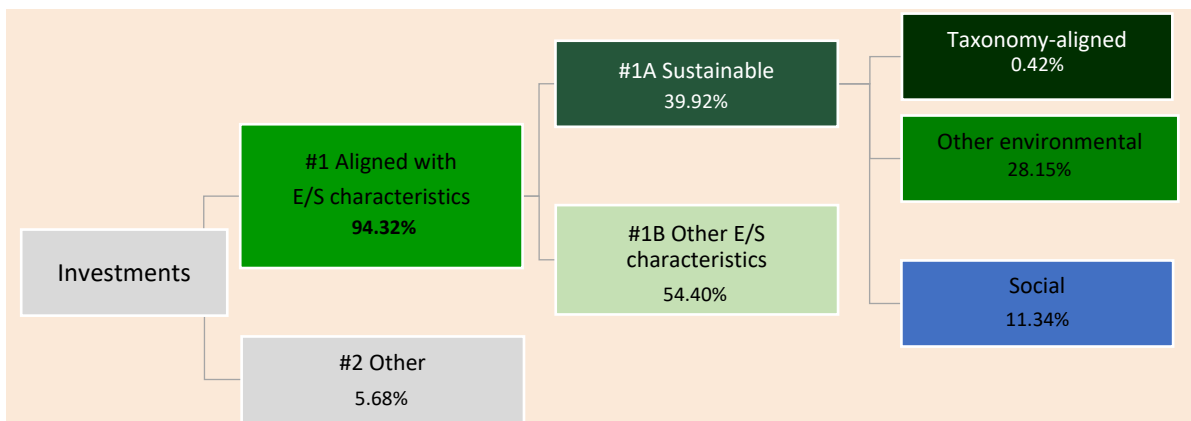 Investments
#1 Aligned with
E/S characteristics
94.32%
#2 Other
5.68%
#1A Sustainable
39.92%
#1B Other E/S
characteristics
54.40%
Taxonomy-aligned
0.42%
Other environmental
28.15%
Social
11.34%